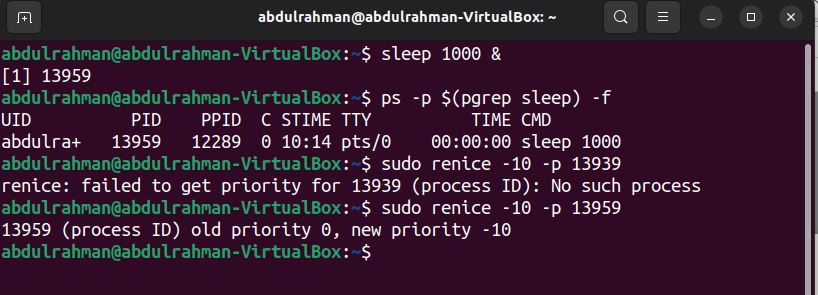 abdulrahman@abdulrahman-VirtualBox: ~
abdulrahman@abdulrahman-VirtualBox:~$ sleep 1000 &
[1] 13959
abdulrahman@abdulrahman-VirtualBox:~$ ps -p $(pgrep sleep) -f
UID          PID    PPID  C STIME TTY          TIME CMD
abdulra+   13959   12289  0 10:14 pts/0    00:00:00 sleep 1000
abdulrahman@abdulrahman-VirtualBox:~$ sudo renice -10 -p 13939
renice: failed to get priority for 13939 (process ID): No such process
abdulrahman@abdulrahman-VirtualBox:~$ sudo renice -10 -p 13959
13959 (process ID) old priority 0, new priority -10
abdulrahman@abdulrahman-VirtualBox:~$